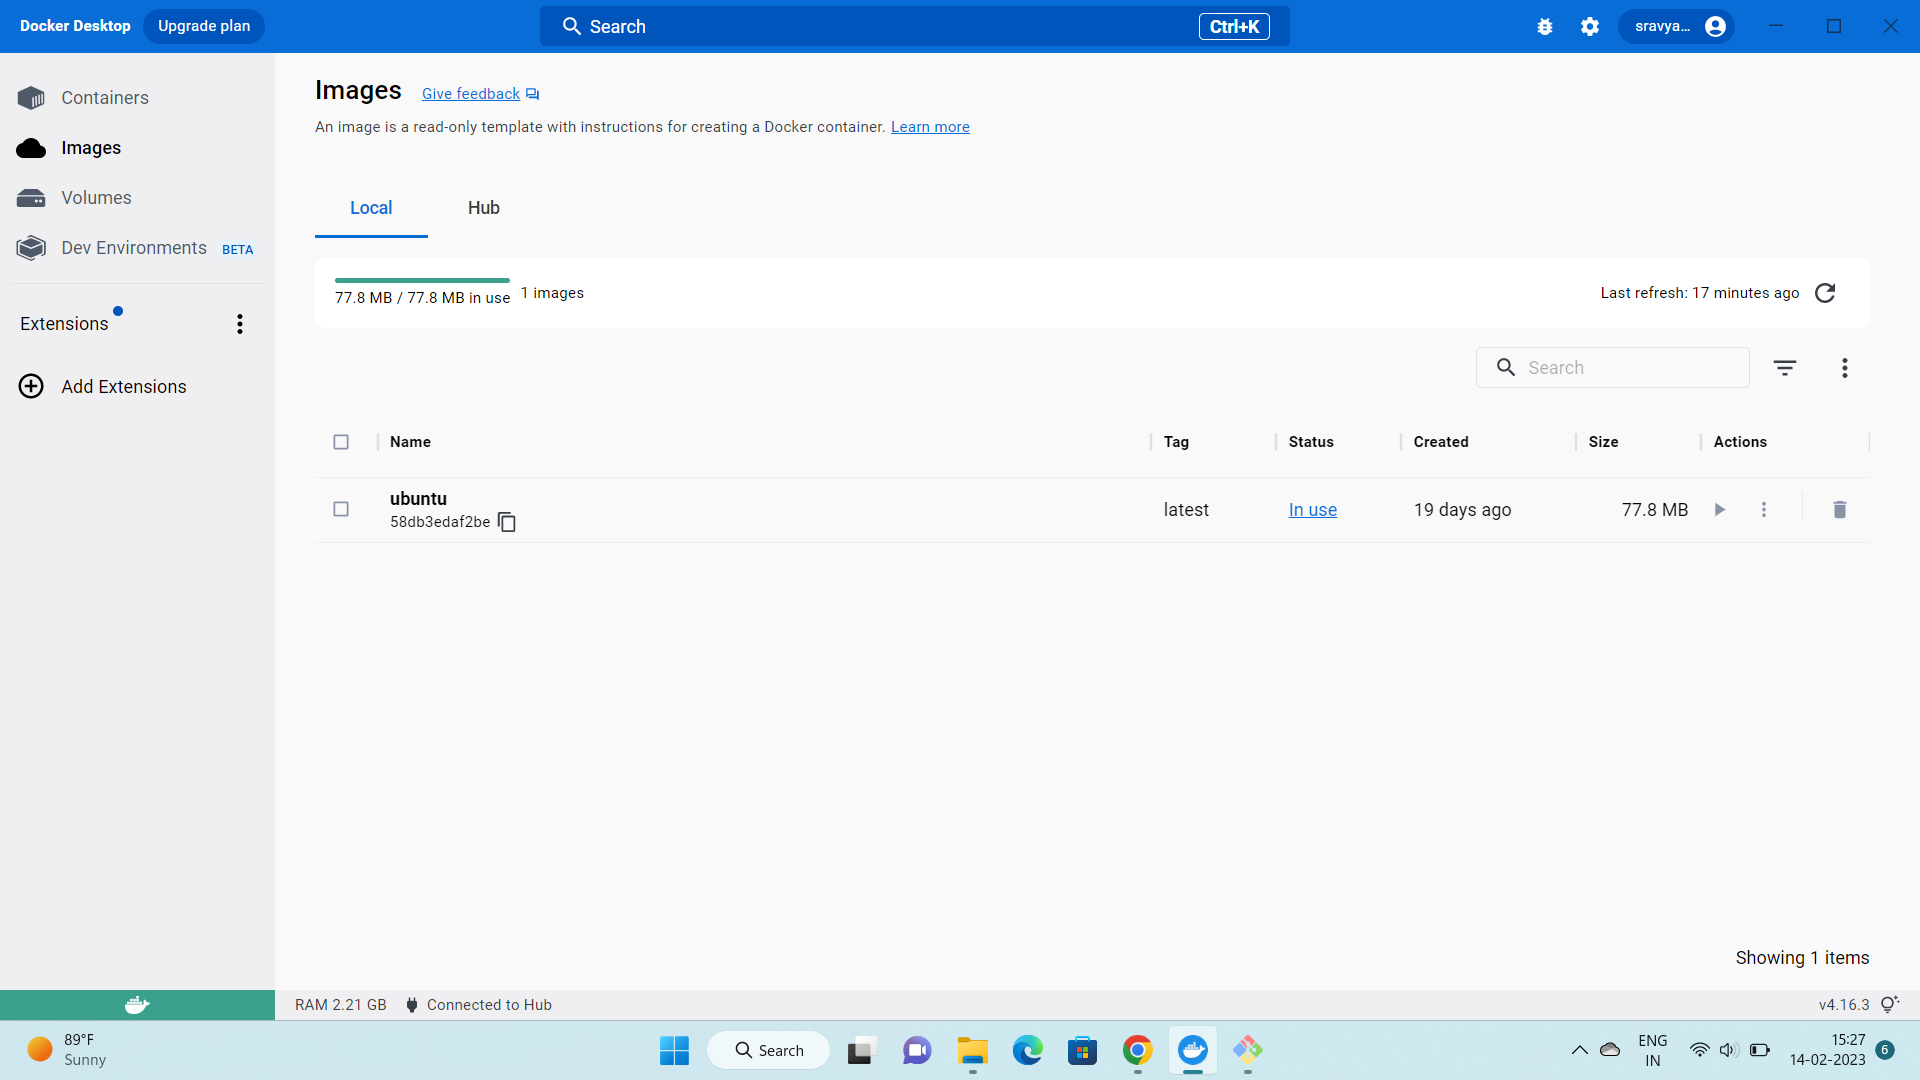 Docker Desktop Upgrade plan Search Ctrl+K sravya...
Containers
Images
Volumes
Dev Environments BETA
Extensions
Add Extensions
Images Give feedback
An image is a read-only template with instructions for creating a Docker container. Learn more
Local Hub
77.8 MB / 77.8 MB in use 1 images Last refresh: 17 minutes ago
Search
Name Tag Status Created Size Actions
ubuntu
58db3edaf2be latest In use 19 days ago 77.8 MB
Showing 1 items
RAM 2.21 GB Connected to Hub v4.16.3
89°F
Sunny
Search
ENG
IN
15:27
14-02-2023
6